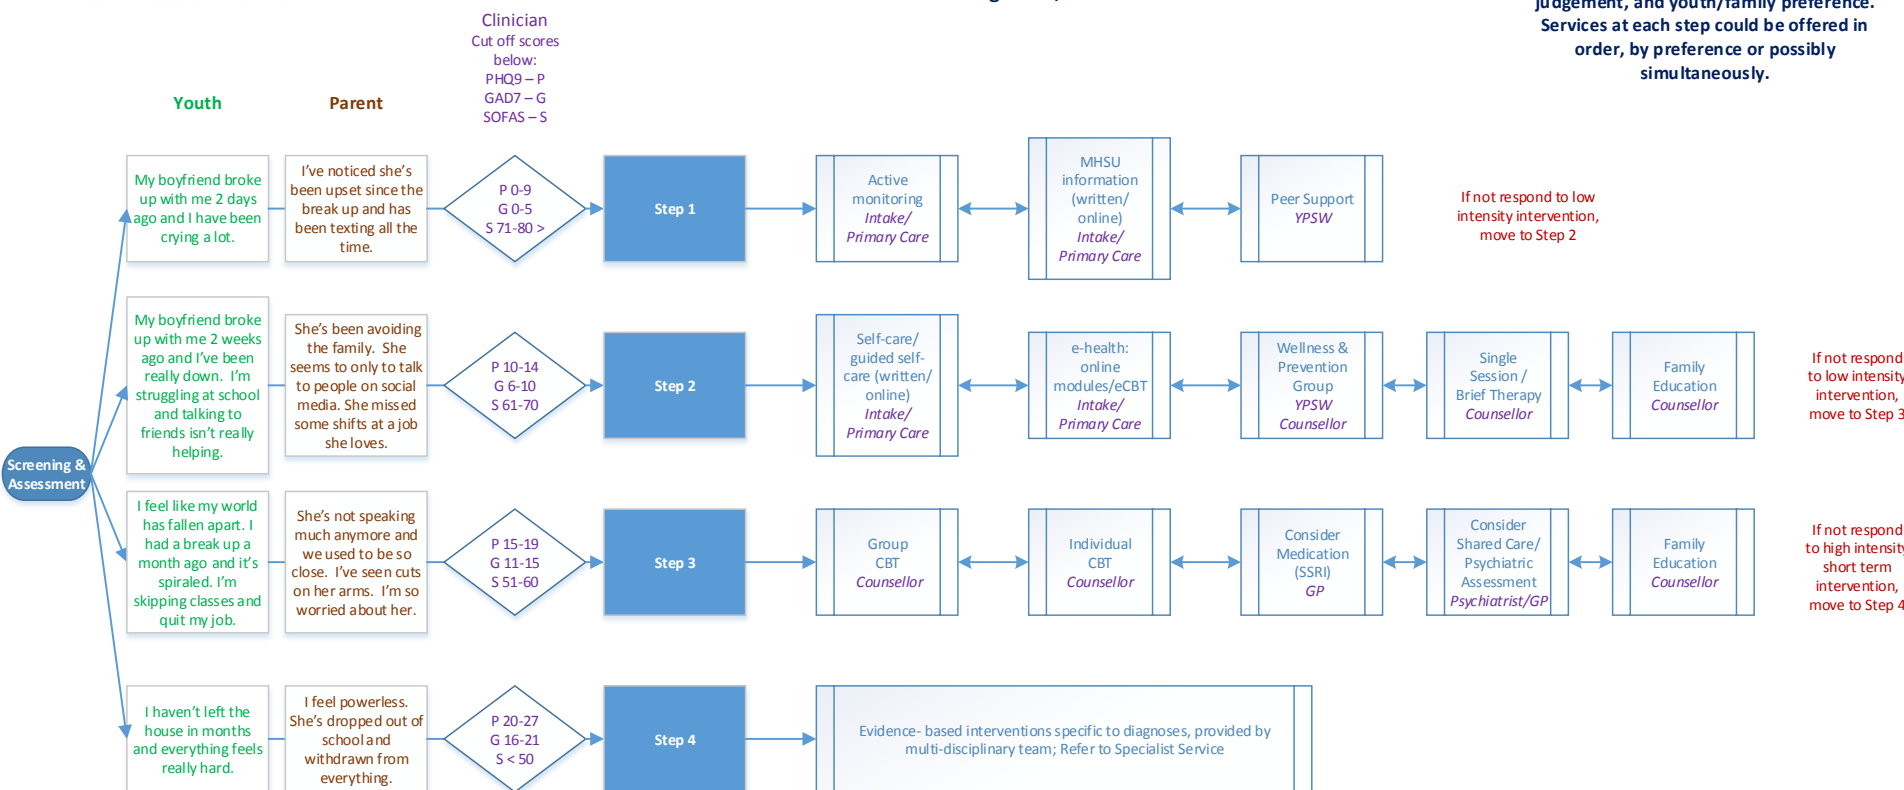 judgement, and youth/family preference.
Services at each step could be offered in
order, by preference or possibly
simultaneously.
Clinician
Cut off scores
below:
PHQ9 – P
GAD7 – G
SOFAS – S
Youth
Parent
Screening &
Assessment
My boyfriend broke
up with me 2 days
ago and I have been
crying a lot.
I've noticed she's
been upset since the
break up and has
been texting all the
time.
P 0-9
G 0-5
S 71-80 >
Step 1
Active
monitoring
Intake/
Primary Care
MHSU
information
(written/
online)
Intake/
Primary Care
Peer Support
YPSW
If not respond to low
intensity intervention,
move to Step 2
My boyfriend broke
up with me 2 weeks
ago and I've been
really down.  I'm
struggling at school
and talking to
friends isn't really
helping.
She's been avoiding
the family.  She
seems to only to talk
to people on social
media. She missed
some shifts at a job
she loves.
P 10-14
G 6-10
S 61-70
Step 2
Self-care/
guided self-
care (written/
online)
Intake/
Primary Care
e-health:
online
modules/eCBT
Intake/
Primary Care
Wellness &
Prevention
Group
YPSW
Counsellor
Single
Session /
Brief Therapy
Counsellor
Family
Education
Counsellor
If not respond
to low intensity
intervention,
move to Step 3
I feel like my world
has fallen apart. I
had a break up a
month ago and it's
spiraled. I'm
skipping classes and
quit my job.
She's not speaking
much anymore and
we used to be so
close.  I've seen cuts
on her arms.  I'm so
worried about her.
P 15-19
G 11-15
S 51-60
Step 3
Group
CBT
Counsellor
Individual
CBT
Counsellor
Consider
Medication
(SSRI)
GP
Consider
Shared Care/
Psychiatric
Assessment
Psychiatrist/GP
Family
Education
Counsellor
If not respond
to high intensity
short term
intervention,
move to Step 4
I haven't left the
house in months
and everything feels
really hard.
I feel powerless.
She's dropped out of
school and
withdrawn from
everything.
P 20-27
G 16-21
S < 50
Step 4
Evidence- based interventions specific to diagnoses, provided by
multi-disciplinary team; Refer to Specialist Service